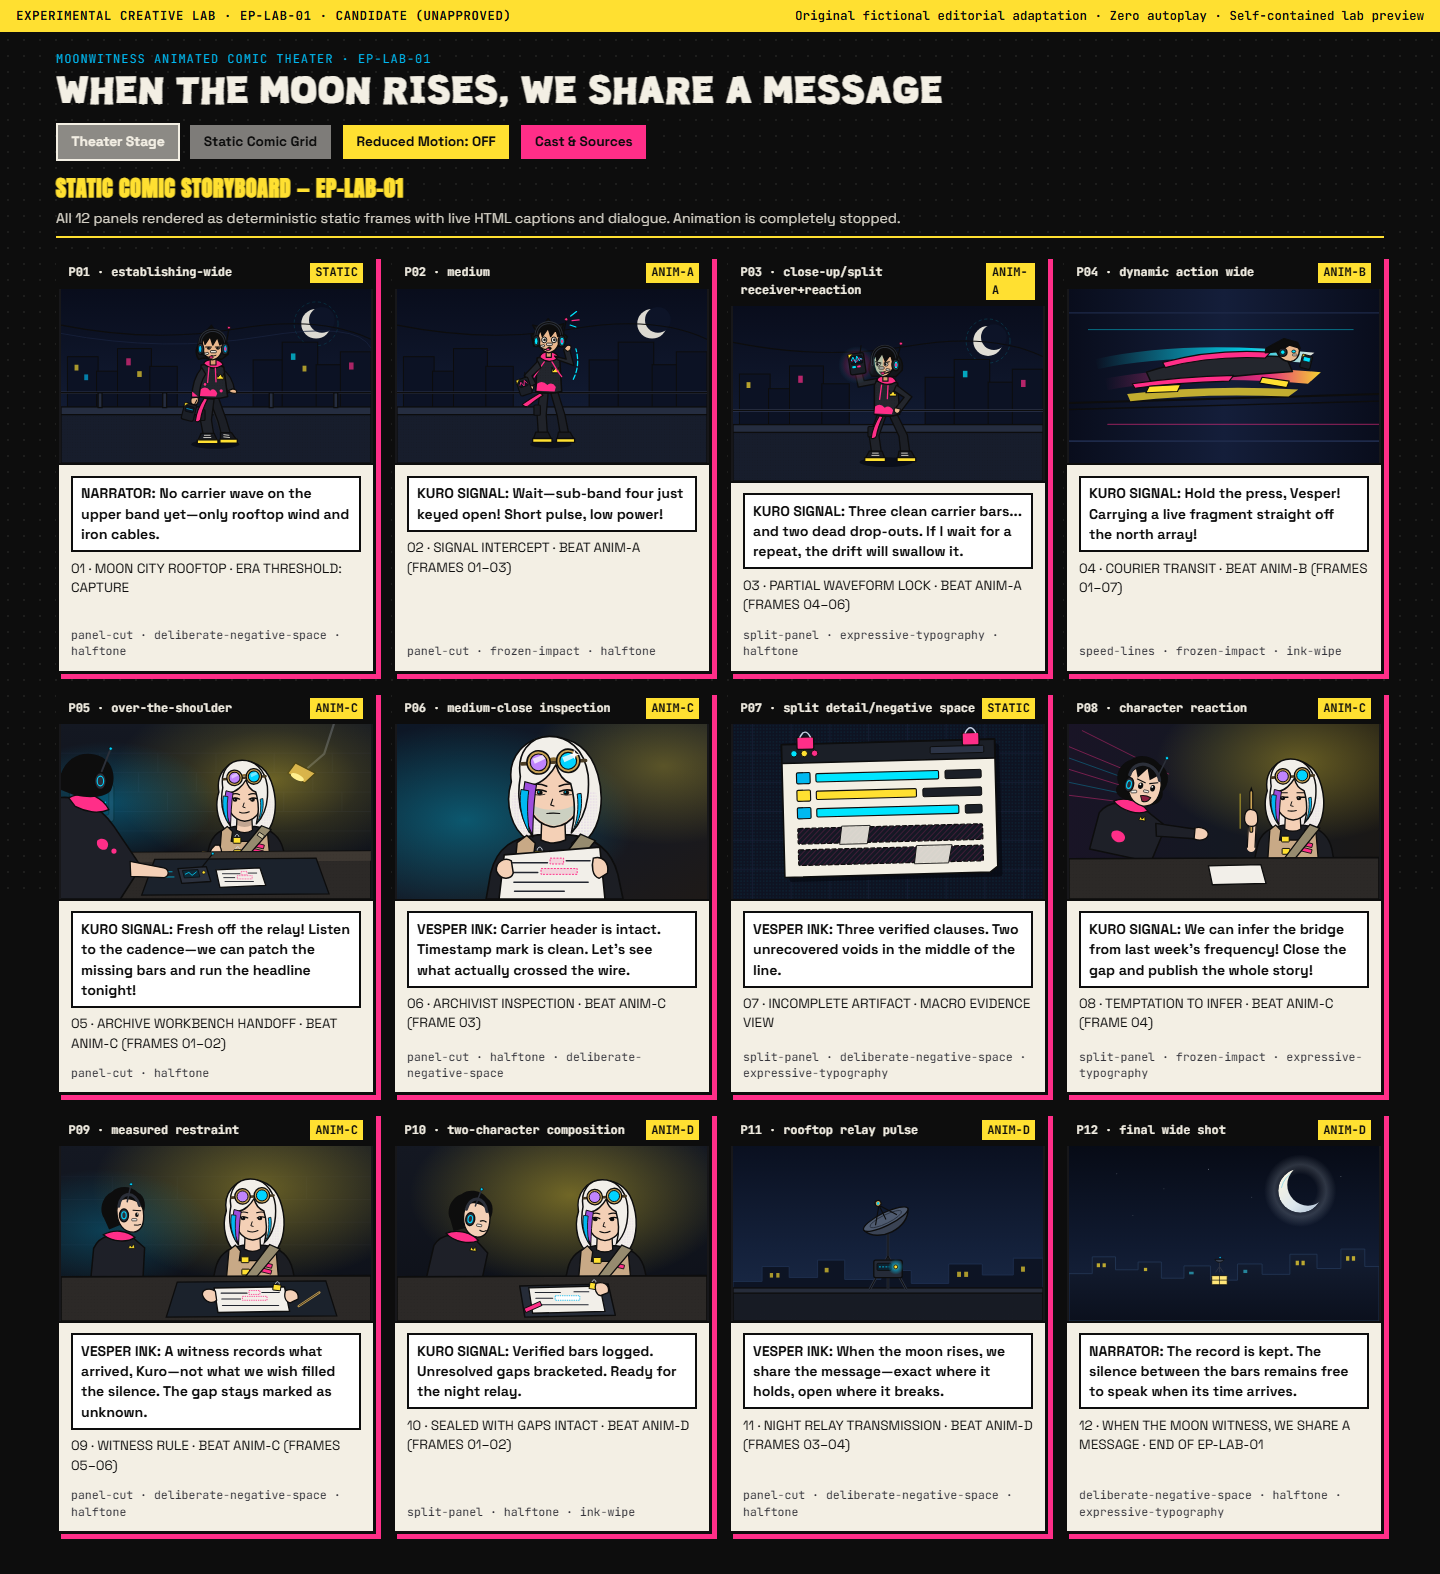 EXPERIMENTAL CREATIVE LAB · EP-LAB-01 · CANDIDATE (UNAPPROVED)
Original fictional editorial adaptation · Zero autoplay · Self-contained lab preview
MOONWITNESS ANIMATED COMIC THEATER · EP-LAB-01
WHEN THE MOON RISES, WE SHARE A MESSAGE
Theater Stage
Static Comic Grid
Reduced Motion: OFF
Cast & Sources
STATIC COMIC STORYBOARD — EP-LAB-01
All 12 panels rendered as deterministic static frames with live HTML captions and dialogue. Animation is completely stopped.
P01 · establishing-wide
STATIC
NARRATOR: No carrier wave on the
upper band yet—only rooftop wind and
iron cables.
01 · MOON CITY ROOFTOP · ERA THRESHOLD:
CAPTURE
panel-cut · deliberate-negative-space ·
halftone
P02 · medium
ANIM-A
KURO SIGNAL: Wait—sub-band four just
keyed open! Short pulse, low power!
02 · SIGNAL INTERCEPT · BEAT ANIM-A
(FRAMES 01–03)
panel-cut · frozen-impact · halftone
P03 · close-up/split
receiver+reaction
ANIM-
A
KURO SIGNAL: Three clean carrier bars...
and two dead drop-outs. If I wait for a
repeat, the drift will swallow it.
03 · PARTIAL WAVEFORM LOCK · BEAT ANIM-A
(FRAMES 04–06)
split-panel · expressive-typography ·
halftone
P04 · dynamic action wide
ANIM-B
KURO SIGNAL: Hold the press, Vesper!
Carrying a live fragment straight off
the north array!
04 · COURIER TRANSIT · BEAT ANIM-B (FRAMES
01–07)
speed-lines · frozen-impact · ink-wipe
P05 · over-the-shoulder
ANIM-C
KURO SIGNAL: Fresh off the relay! Listen
to the cadence—we can patch the
missing bars and run the headline
tonight!
05 · ARCHIVE WORKBENCH HANDOFF · BEAT
ANIM-C (FRAMES 01–02)
panel-cut · halftone
P06 · medium-close inspection
ANIM-C
VESPER INK: Carrier header is intact.
Timestamp mark is clean. Let's see
what actually crossed the wire.
06 · ARCHIVIST INSPECTION · BEAT ANIM-C
(FRAME 03)
panel-cut · halftone · deliberate-
negative-space
P07 · split detail/negative space
STATIC
VESPER INK: Three verified clauses. Two
unrecovered voids in the middle of the
line.
07 · INCOMPLETE ARTIFACT · MACRO EVIDENCE
VIEW
split-panel · deliberate-negative-space ·
expressive-typography
P08 · character reaction
ANIM-C
KURO SIGNAL: We can infer the bridge
from last week's frequency! Close the
gap and publish the whole story!
08 · TEMPTATION TO INFER · BEAT ANIM-C
(FRAME 04)
split-panel · frozen-impact · expressive-
typography
P09 · measured restraint
ANIM-C
VESPER INK: A witness records what
arrived, Kuro—not what we wish filled
the silence. The gap stays marked as
unknown.
09 · WITNESS RULE · BEAT ANIM-C (FRAMES
05–06)
panel-cut · deliberate-negative-space ·
halftone
P10 · two-character composition
ANIM-D
KURO SIGNAL: Verified bars logged.
Unresolved gaps bracketed. Ready for
the night relay.
10 · SEALED WITH GAPS INTACT · BEAT ANIM-D
(FRAMES 01–02)
split-panel · halftone · ink-wipe
P11 · rooftop relay pulse
ANIM-D
VESPER INK: When the moon rises, we
share the message—exact where it
holds, open where it breaks.
11 · NIGHT RELAY TRANSMISSION · BEAT ANIM-D
(FRAMES 03–04)
panel-cut · deliberate-negative-space ·
halftone
P12 · final wide shot
ANIM-D
NARRATOR: The record is kept. The
silence between the bars remains free
to speak when its time arrives.
12 · WHEN THE MOON WITNESS, WE SHARE A
MESSAGE · END OF EP-LAB-01
deliberate-negative-space · halftone ·
expressive-typography